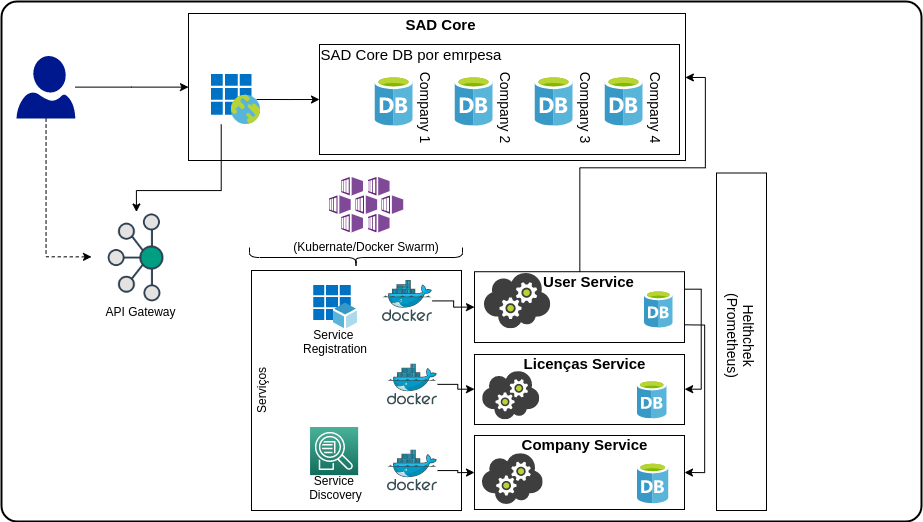 SAD Core
SAD Core DB por emrpesa
DB
Company 1
DB
Company 2
DB
Company 3
DB
Company 4
(Kubernate/Docker Swarm)
API Gateway
Serviços
Service
Registration
docker
docker
Service
Discovery
docker
User Service
DB
Licenças Service
DB
Company Service
DB
Helthchek
(Prometheus)